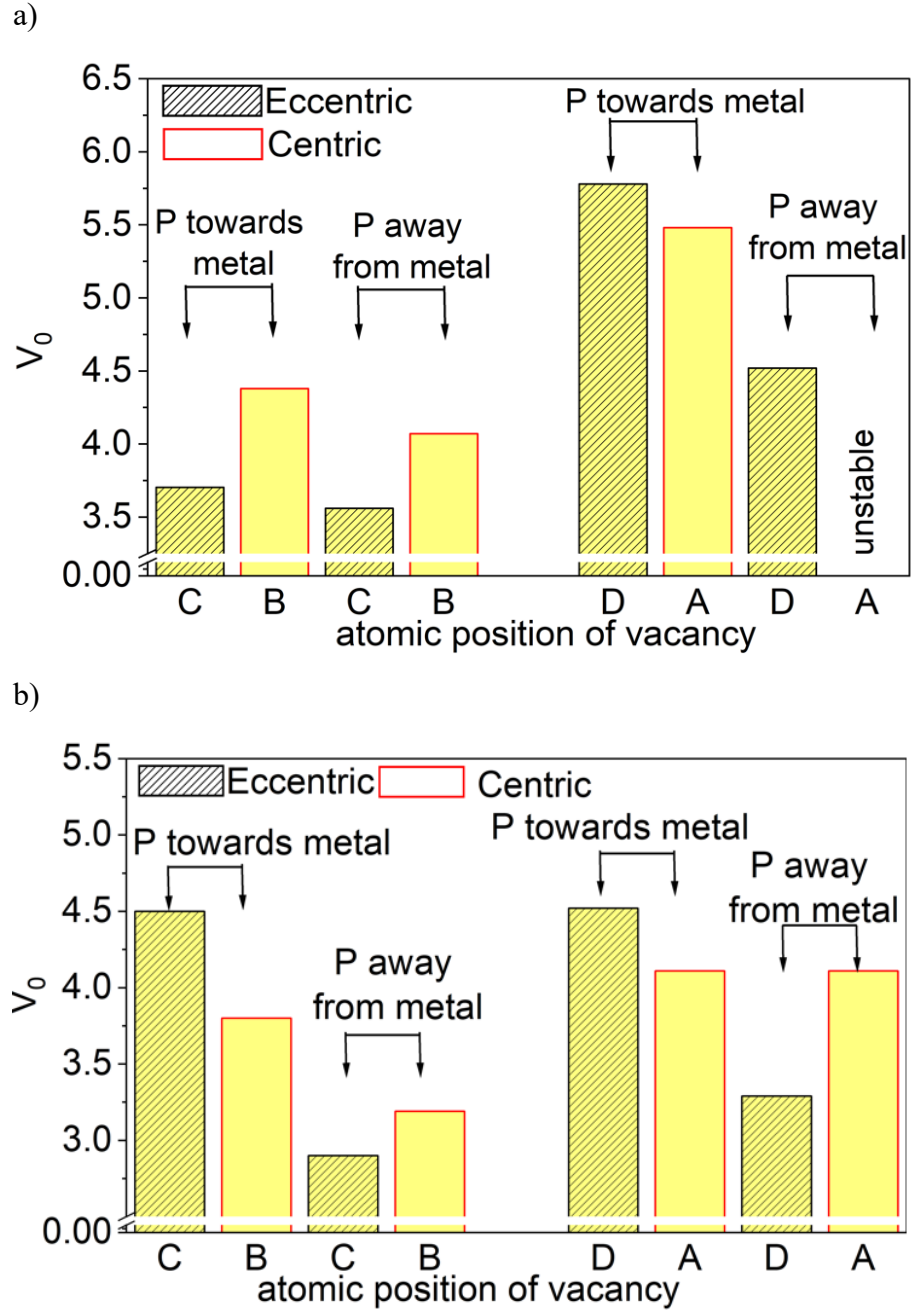 a)
6.5
6.0
5.5
5.0
4.5
4.0
3.5
0.00
V0
Eccentric
Centric
P towards metal
P towards
metal
P away
from metal
P away
from metal
unstable
C B C B D A D A
atomic position of vacancy
b)
5.5
5.0
4.5
4.0
3.5
3.0
0.00
V0
Eccentric Centric
P towards metal
P towards metal
P away
from metal
P away
from metal
C B C B D A D A
atomic position of vacancy